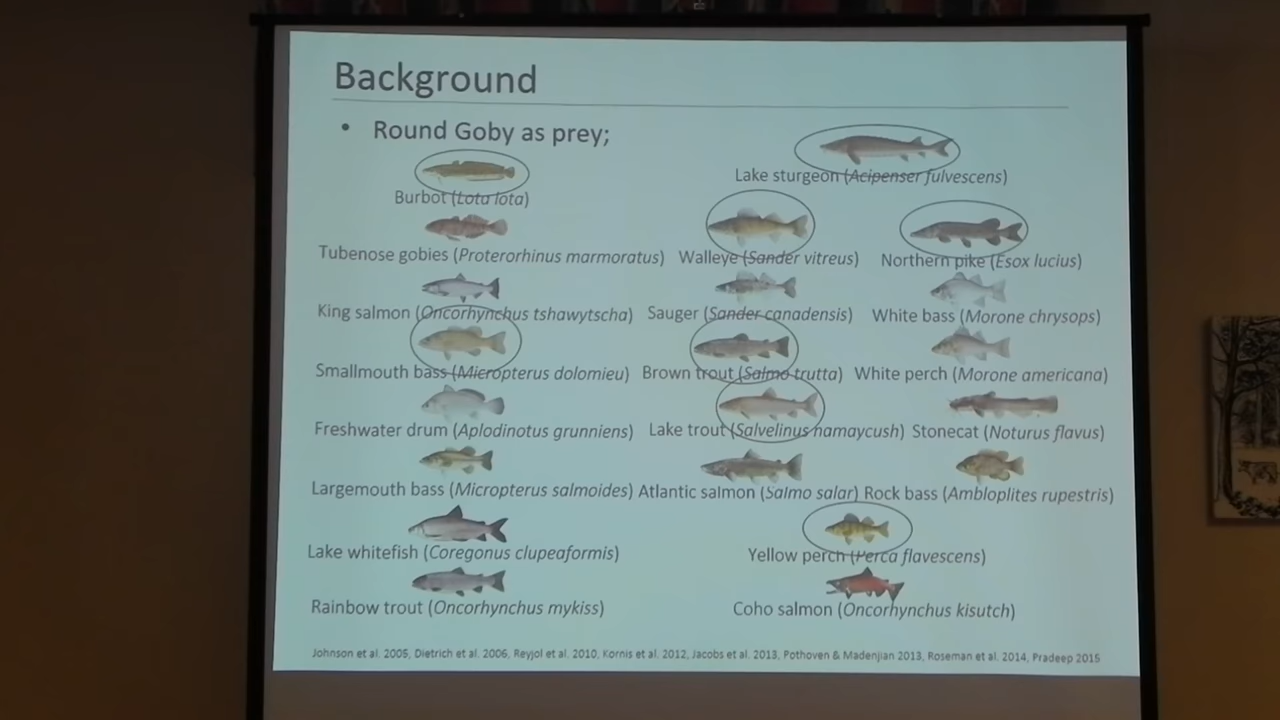 Background
• Round Goby as prey;
Lake sturgeon (Acipenser fulvescens)
Burbot (Lota lota)
Tubenose gobies (Proterorhinus marmoratus) Walleye (Sander vitreus) Northern pike (Esox lucius)
King salmon (Oncorhynchus tshawytscha) Sauger (Sander canadensis) White bass (Morone chrysops)
Smallmouth bass (Micropterus dolomieu) Brown trout (Salmo trutta) White perch (Morone americana)
Freshwater drum (Aplodinotus grunniens) Lake trout (Salvelinus namaycush) Stonecat (Noturus flavus)
Largemouth bass (Micropterus salmoides) Atlantic salmon (Salmo salar) Rock bass (Ambloplites rupestris)
Lake whitefish (Coregonus clupeaformis) Yellow perch (Perca flavescens)
Rainbow trout (Oncorhynchus mykiss) Coho salmon (Oncorhynchus kisutch)
Johnson et al. 2005, Dietrich et al. 2006, Reyjol et al. 2010, Kornis et al. 2012, Jacobs et al. 2013, Pothoven & Madenjian 2013, Roseman et al. 2014, Pradeep 2015